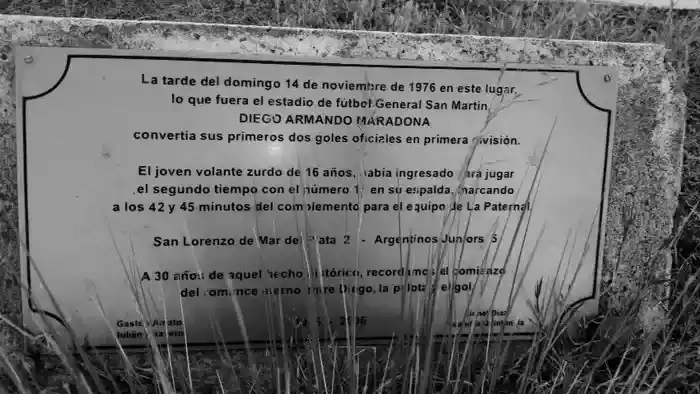 La tarde del domingo 14 de noviembre de 1976 en este lugar,
lo que fuera el estadio de fútbol General San Martín,
DIEGO ARMANDO MARADONA
convertía sus primeros dos goles oficiales en primera división.
El joven volante zurdo de 16 años, había ingresado para jugar
el segundo tiempo con el número en su espalda, marcando
a los 42 y 45 minutos del complemento para el equipo de La Paternal.
San Lorenzo de Mar del Plata 2 - Argentinos Juniors 5
A 30 años de aquel hecho histórico, recordamos el comienzo
del romance eterno entre Diego, la pelota y el gol.